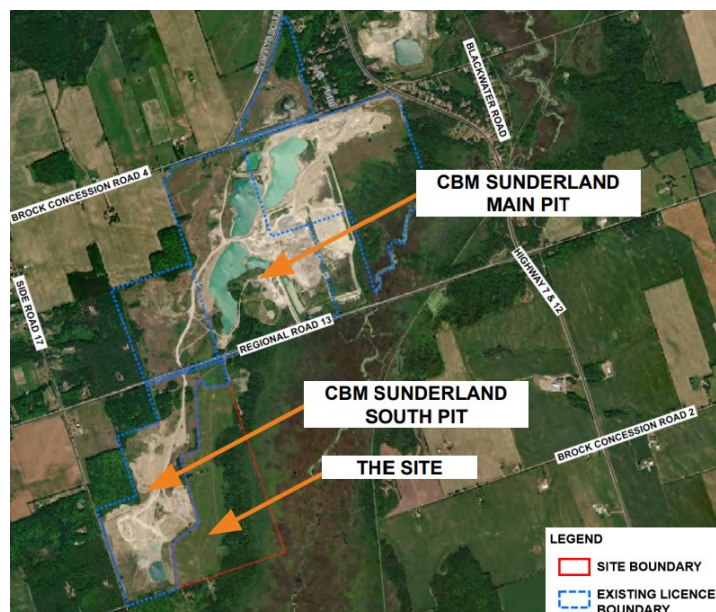 BLACKWATER ROAD
BROCK CONCESSION ROAD 4
CBM SUNDERLAND
MAIN PIT
SIDE ROAD 17
HIGHWAY 7 & 12
REGIONAL ROAD 13
CBM SUNDERLAND
SOUTH PIT
THE SITE
BROCK CONCESSION ROAD 2
LEGEND
SITE BOUNDARY
EXISTING LICENCE
BOUNDARY